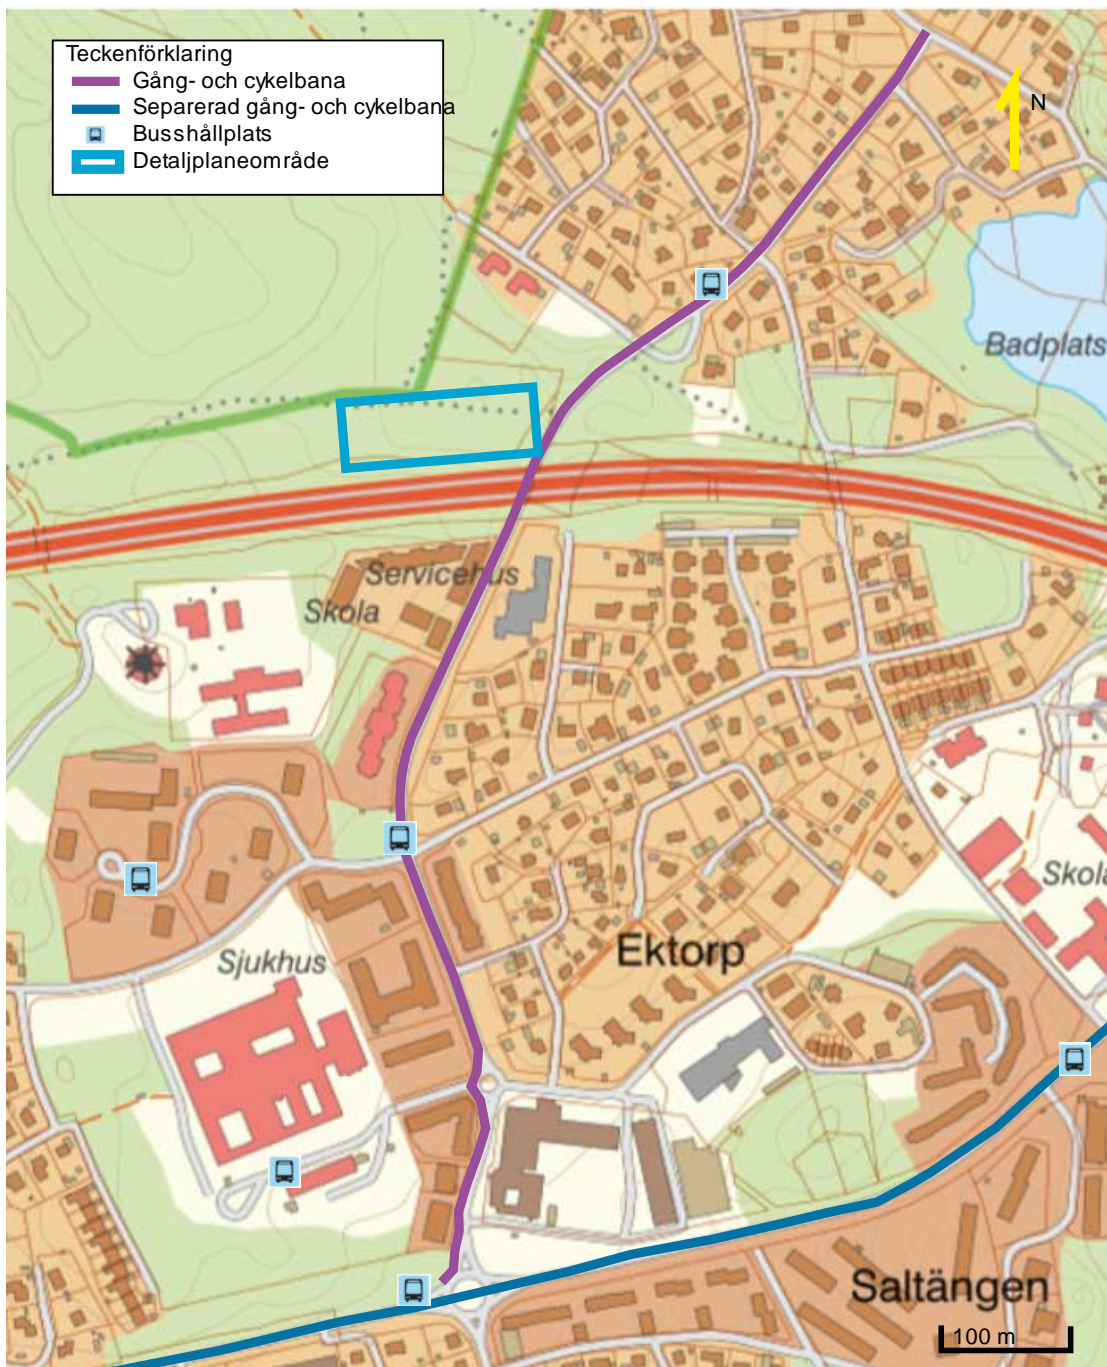 Teckenförklaring
Gång- och cykelbana
Separerad gång- och cykelbana
Busshållplats
Detaljplaneområde
N
Badplats
Servicehus
Skola
Skola
Ektorp
Sjukhus
Saltängen
100 m